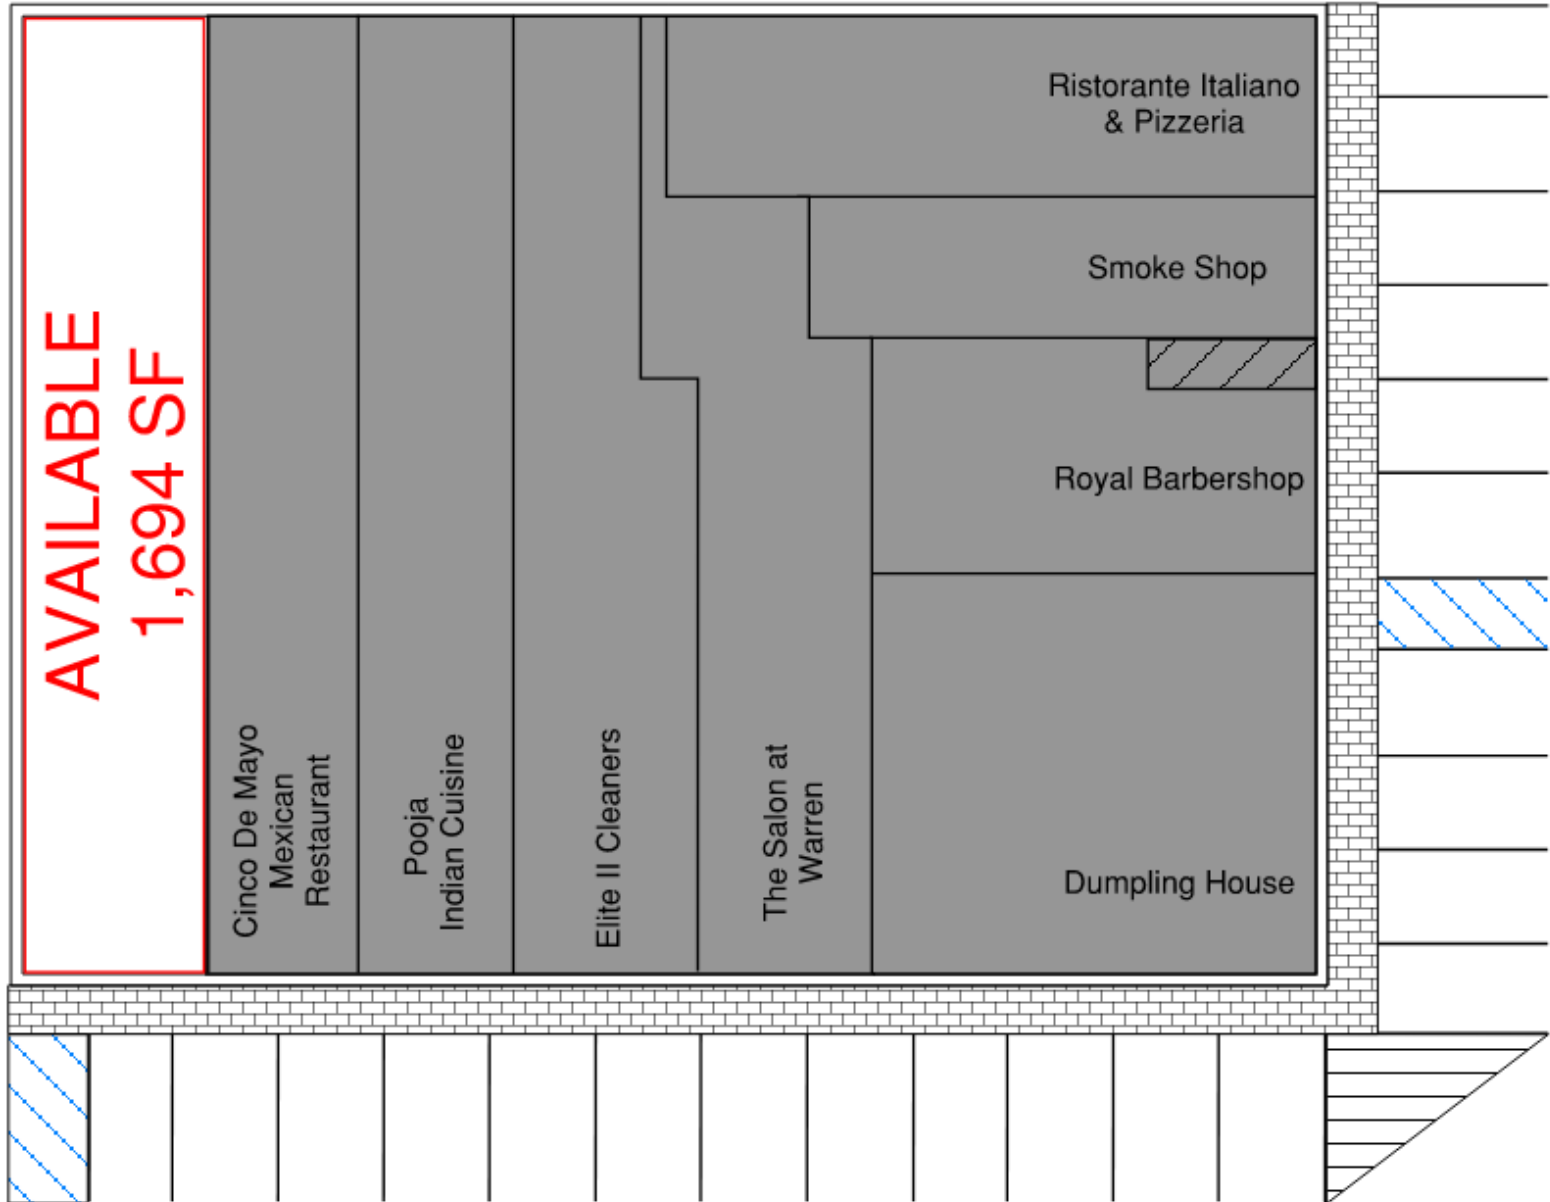 AVAILABLE
1,694 SF
Cinco De Mayo
Mexican
Restaurant
Pooja
Indian Cuisine
Elite II Cleaners
The Salon at
Warren
Ristorante Italiano
& Pizzeria
Smoke Shop
Royal Barbershop
Dumpling House